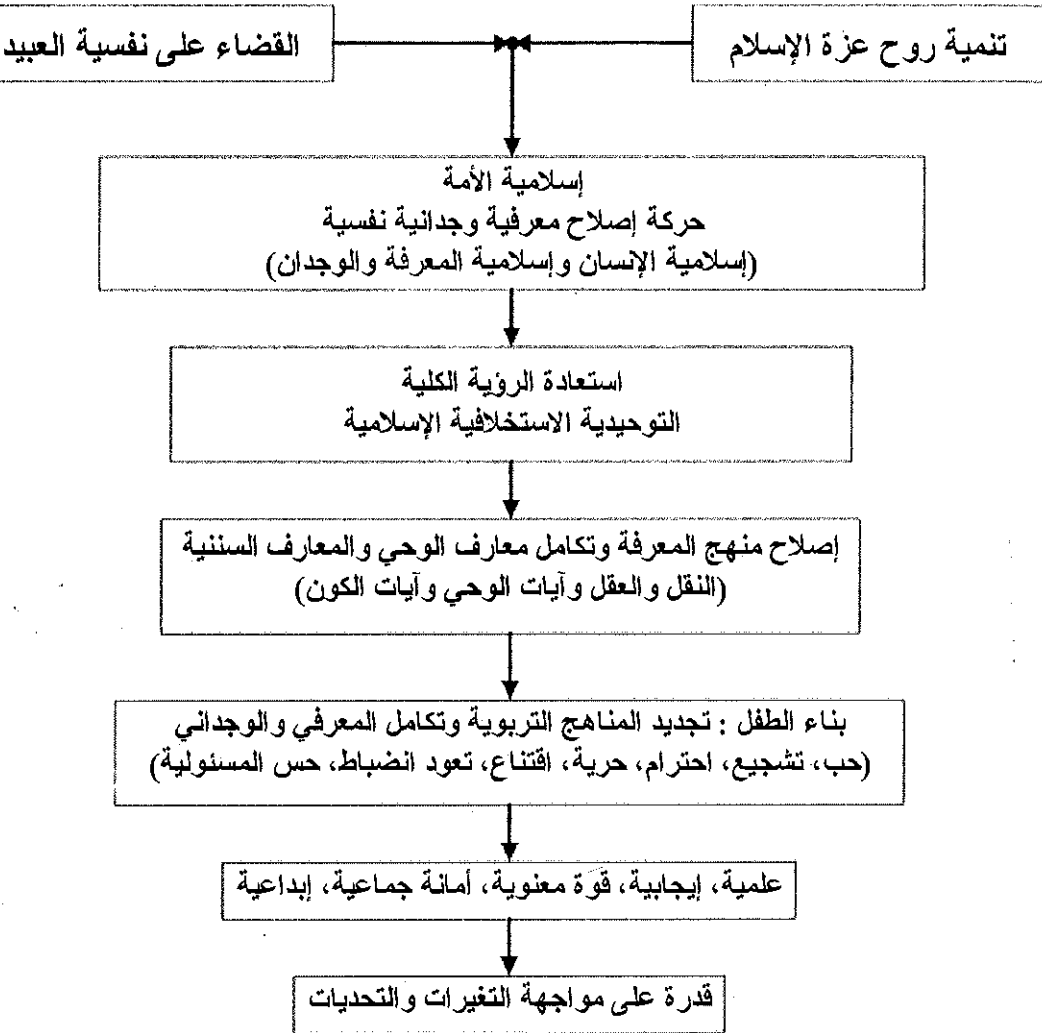 تنمية روح عزة الإسلام
القضاء على نفسية العبيد
إسلامية الأمة
حركة إصلاح معرفية وجدانية نفسية
(إسلامية الإنسان وإسلامية المعرفة والوجدان)
استعادة الرؤية الكلية
التوحيدية الاستخلافية الإسلامية
إصلاح منهج المعرفة وتكامل معارف الوحي والمعارف السننية
(النقل والعقل وآيات الوحي وآيات الكون)
بناء الطفل : تجديد المناهج التربوية وتكامل المعرفي والوجداني
(حب، تشجيع، احترام، حرية، اقتناع، تعود انضباط، حس المسئولية)
علمية، إيجابية، قوة معنوية، أمانة جماعية، إبداعية
قدرة على مواجهة التغيرات والتحديات